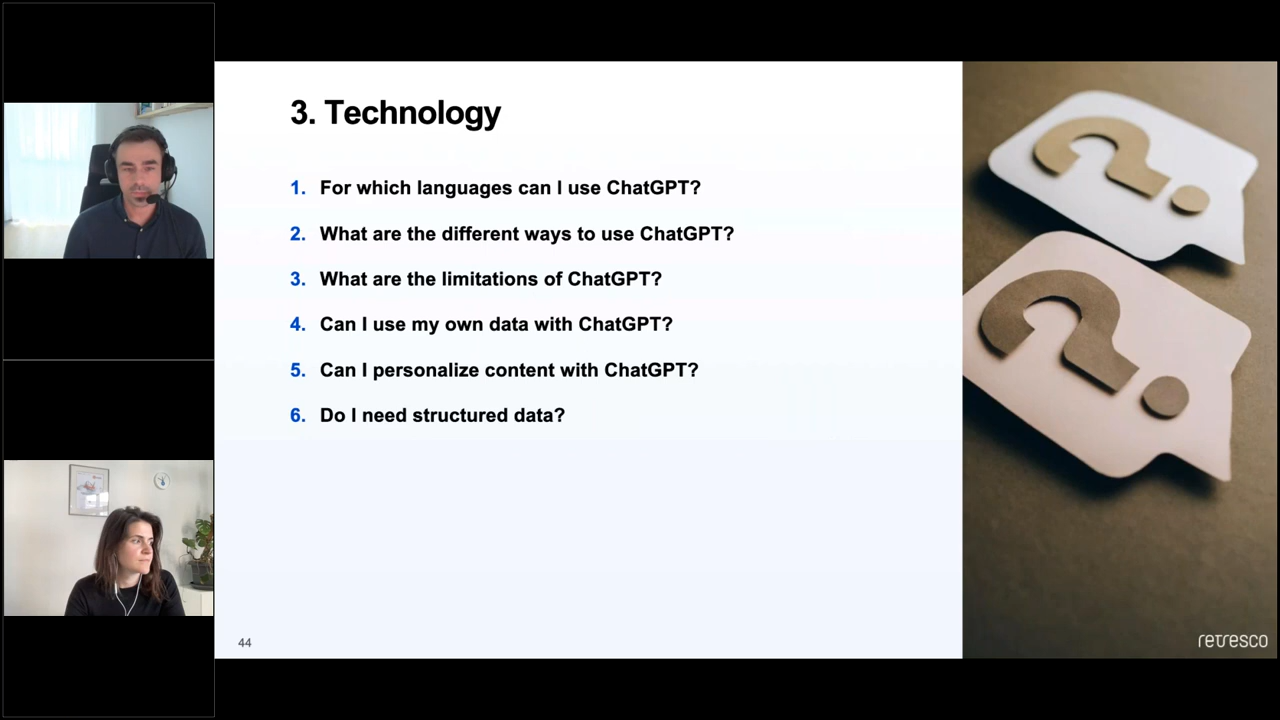 3. Technology
1. For which languages can I use ChatGPT?
2. What are the different ways to use ChatGPT?
3. What are the limitations of ChatGPT?
4. Can I use my own data with ChatGPT?
5. Can I personalize content with ChatGPT?
6. Do I need structured data?
44
retresco